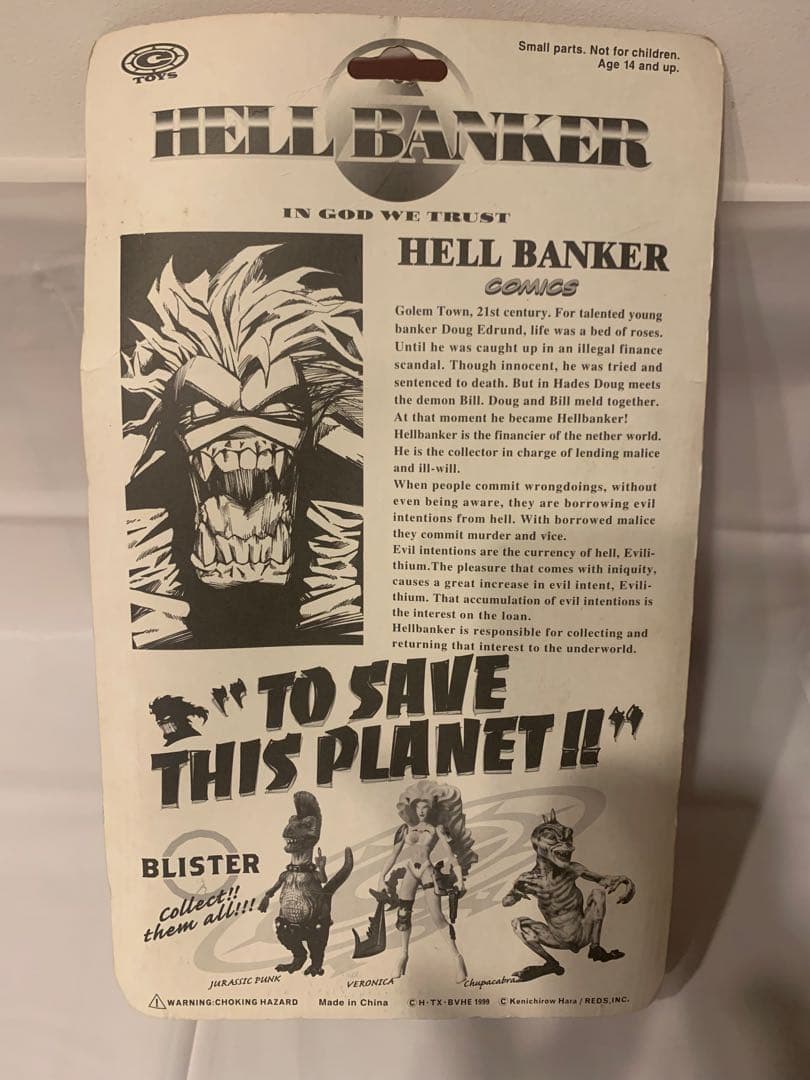 G
TOYS
Small parts. Not for children.
Age 14 and up.
HELL BANKER
IN GOD WE TRUST
HELL BANKER
COMICS
Golem Town, 21st century. For talented young
banker Doug Edrund, life was a bed of roses.
Until he was caught up in an illegal finance
scandal. Though innocent, he was tried and
sentenced to death. But in Hades Doug meets
the demon Bill. Doug and Bill meld together.
At that moment he became Hellbanker!
Hellbanker is the financier of the nether world.
He is the collector in charge of lending malice
and ill-will.
When people commit wrongdoings, without
even being aware, they are borrowing evil
intentions from hell. With borrowed malice
they commit murder and vice.
Evil intentions are the currency of hell, Evili-
thium.The pleasure that comes with iniquity,
causes a great increase in evil intent, Evili-
thium. That accumulation of evil intentions is
the interest on the loan.
Hellbanker is responsible for collecting and
returning that interest to the underworld.
"TO SAVE
THIS PLANET!!"
BLISTER
Collect!!
them all!!!
JURASSIC PUNK
VERONICA
Chupacabra
WARNING:CHOKING HAZARD Made in China © H·TX·BVHE 1999 © Kenichirow Hara / REDS,INC.